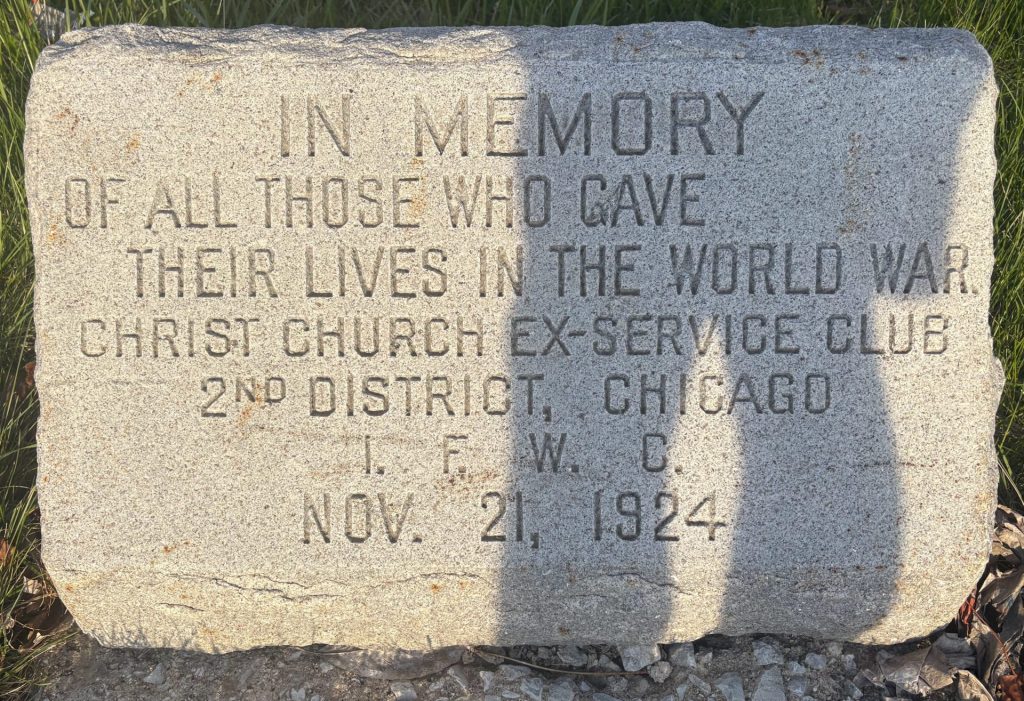 IN MEMORY
OF ALL THOSE WHO GAVE
THEIR LIVES IN THE WORLD WAR.
CHRIST CHURCH EX-SERVICE CLUB
2ND DISTRICT, CHICAGO
I. F. W. C.
NOV. 21, 1924